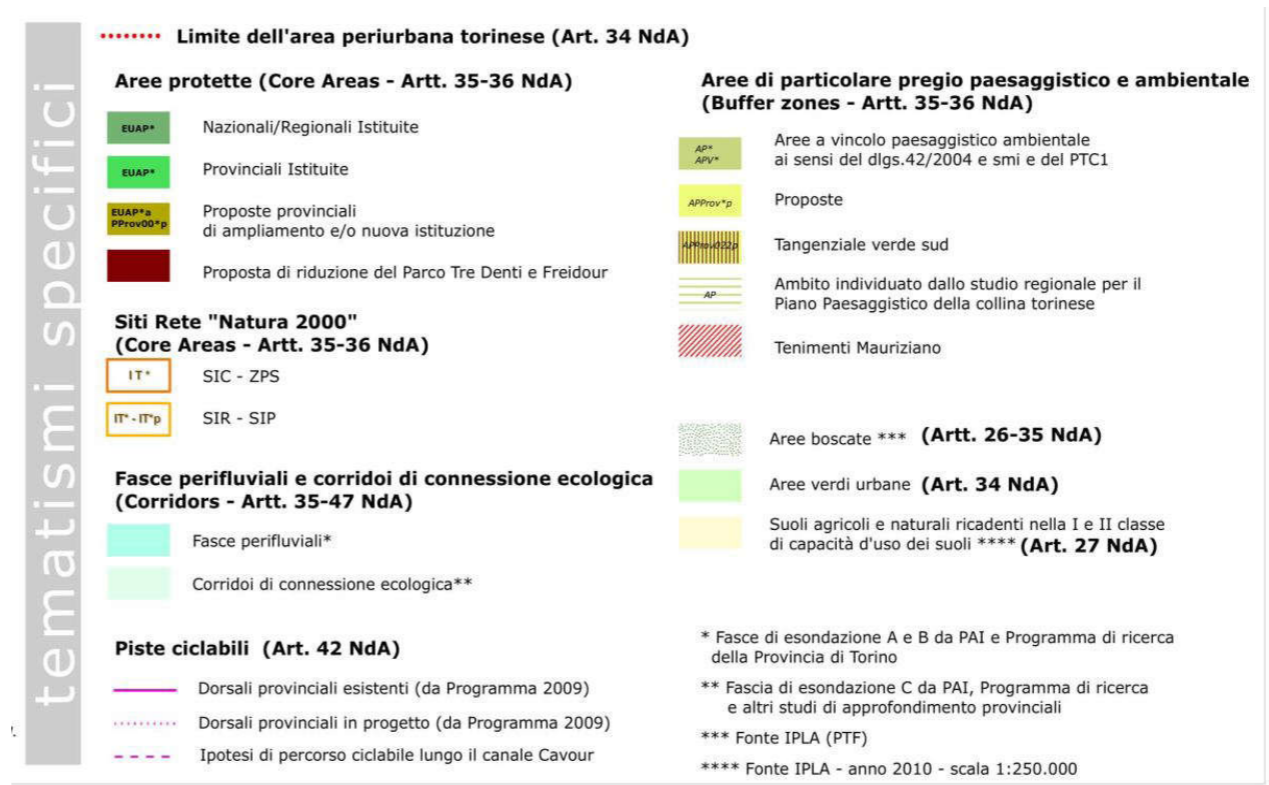 tematismi specifici
Limite dell'area periurbana torinese (Art. 34 NdA)
Aree protette (Core Areas - Artt. 35-36 NdA)
EUAP*
Nazionali/Regionali Istituite
EUAP*
Provinciali Istituite
EUAP*a
PProv00*p
Proposte provinciali
di ampliamento e/o nuova istituzione
Proposta di riduzione del Parco Tre Denti e Freidour
Siti Rete "Natura 2000"
(Core Areas - Artt. 35-36 NdA)
IT*
SIC - ZPS
IT* - IT*p
SIR - SIP
Fasce perifluviali e corridoi di connessione ecologica
(Corridors - Artt. 35-47 NdA)
Fasce perifluviali*
Corridoi di connessione ecologica**
Piste ciclabili (Art. 42 NdA)
Dorsali provinciali esistenti (da Programma 2009)
Dorsali provinciali in progetto (da Programma 2009)
Ipotesi di percorso ciclabile lungo il canale Cavour
Aree di particolare pregio paesaggistico e ambientale
(Buffer zones - Artt. 35-36 NdA)
AP*
APV*
Aree a vincolo paesaggistico ambientale
ai sensi del dlgs.42/2004 e smi e del PTC1
APProv*p
Proposte
APProv022p
Tangenziale verde sud
AP
Ambito individuato dallo studio regionale per il
Piano Paesaggistico della collina torinese
Tenimenti Mauriziano
Aree boscate *** (Artt. 26-35 NdA)
Aree verdi urbane (Art. 34 NdA)
Suoli agricoli e naturali ricadenti nella I e II classe
di capacità d'uso dei suoli **** (Art. 27 NdA)
* Fasce di esondazione A e B da PAI e Programma di ricerca
della Provincia di Torino
** Fascia di esondazione C da PAI, Programma di ricerca
e altri studi di approfondimento provinciali
*** Fonte IPLA (PTF)
**** Fonte IPLA - anno 2010 - scala 1:250.000